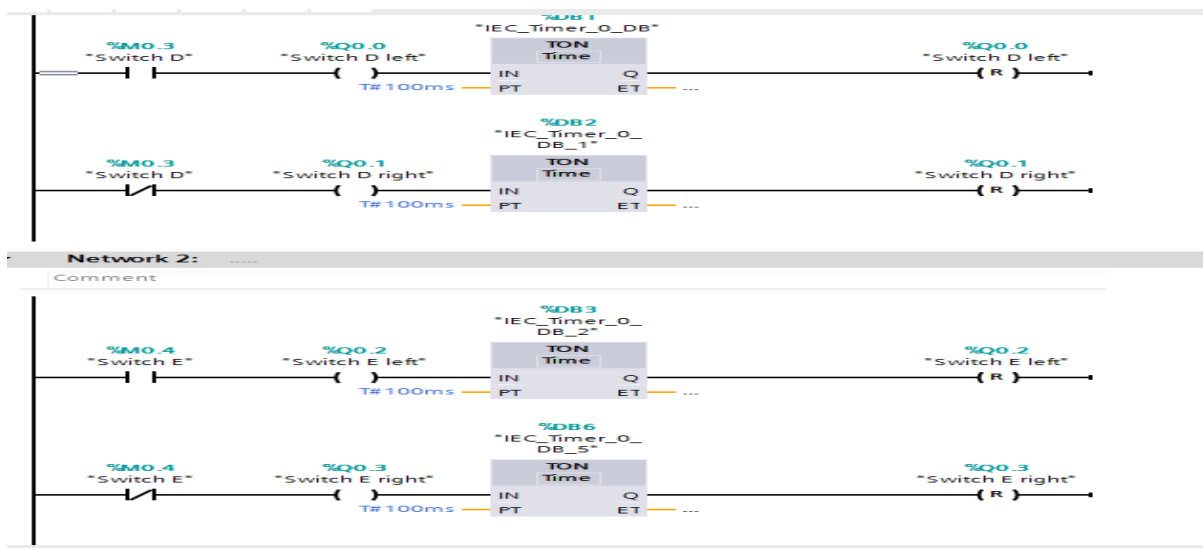 %DB1
"IEC_Timer_0_DB"
%M0.3 %Q0.0 TON %Q0.0
"Switch D" "Switch D left" Time "Switch D left"
IN Q R
T#100ms PT ET ...
%DB2
"IEC_Timer_0_
DB_1"
%M0.3 %Q0.1 TON %Q0.1
"Switch D" "Switch D right" Time "Switch D right"
IN Q R
T#100ms PT ET ...
Network 2: .....
Comment
%DB3
"IEC_Timer_0_
DB_2"
%M0.4 %Q0.2 TON %Q0.2
"Switch E" "Switch E left" Time "Switch E left"
IN Q R
T#100ms PT ET ...
%DB6
"IEC_Timer_0_
DB_5"
%M0.4 %Q0.3 TON %Q0.3
"Switch E" "Switch E right" Time "Switch E right"
IN Q R
T#100ms PT ET ...